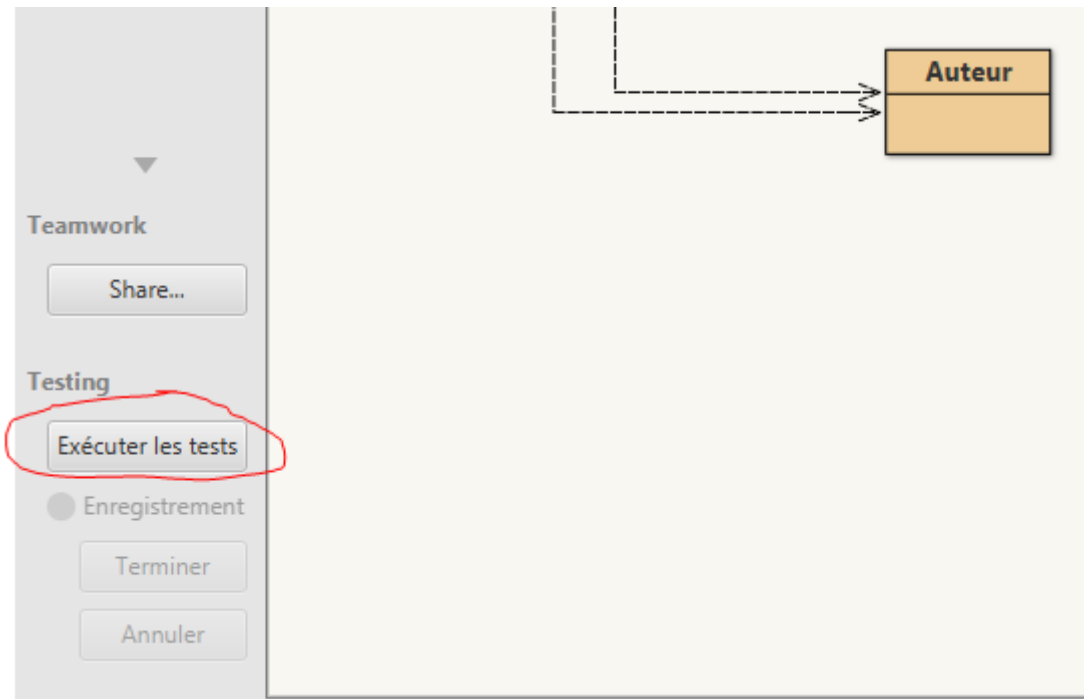 Auteur
Teamwork
Share...
Testing
Exécuter les tests
Enregistrement
Terminer
Annuler